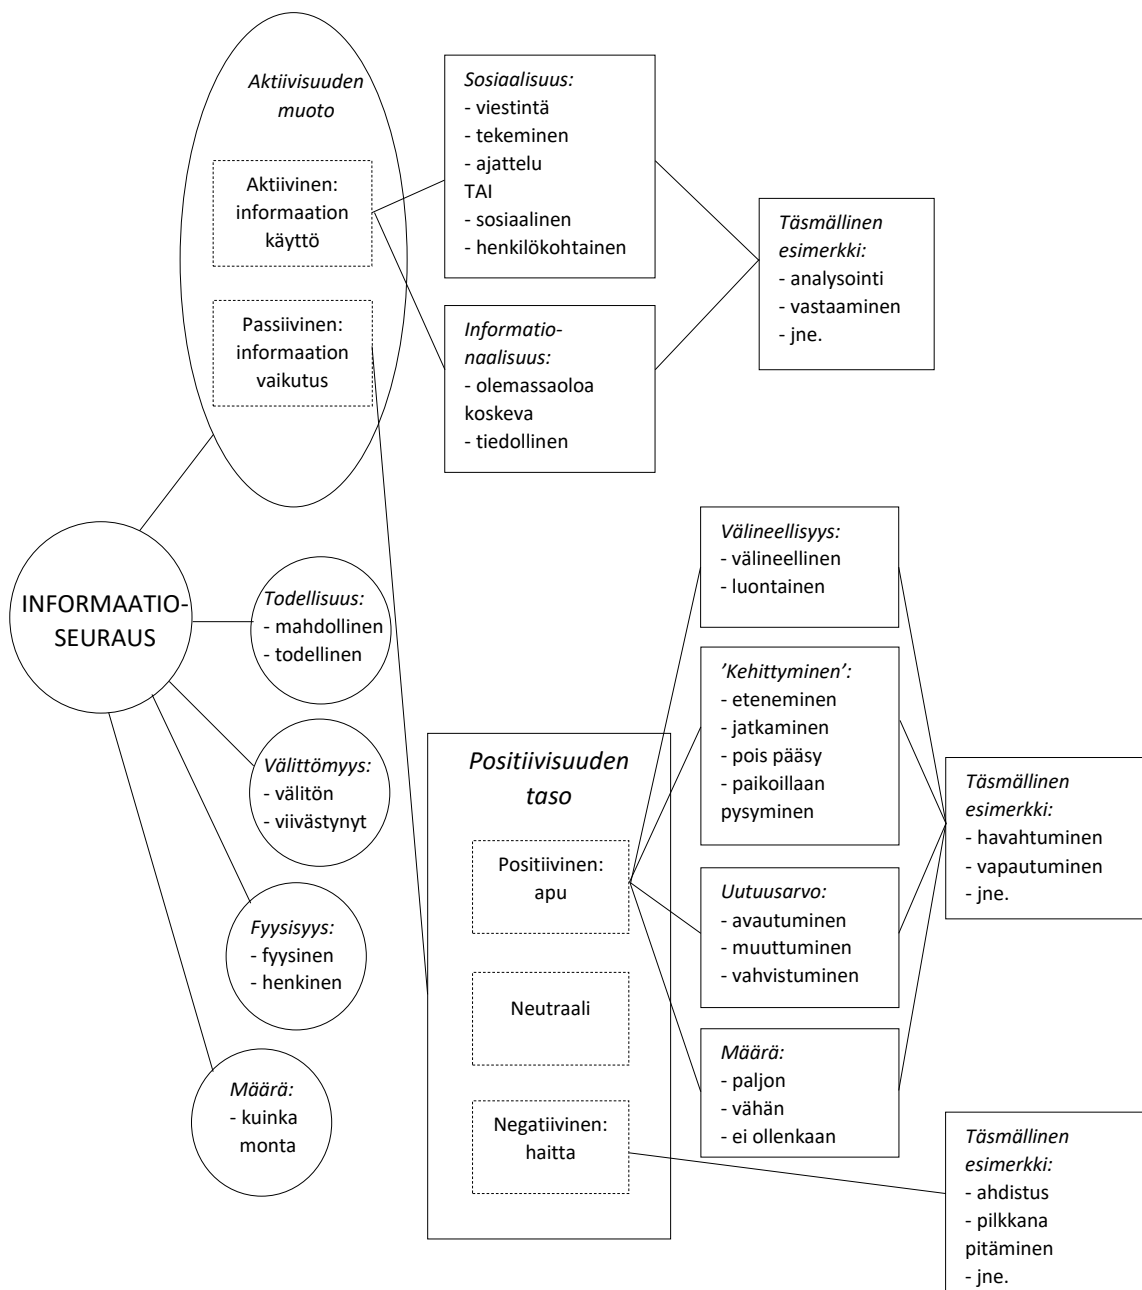 Aktiivisuuden
muoto
Aktiivinen:
informaation
käyttö
Passiivinen:
informaation
vaikutus
Sosiaalisuus:
- viestintä
- tekeminen
- ajattelu
TAI
- sosiaalinen
- henkilökohtainen
Informatio-
naalisuus:
- olemassaoloa
koskeva
- tiedollinen
Täsmällinen
esimerkki:
- analysointi
- vastaaminen
- jne.
INFORMAATIO-
SEURAUS
Todellisuus:
- mahdollinen
- todellinen
Välittömyys:
- välitön
- viivästynyt
Fyysisyys:
- fyysinen
- henkinen
Määrä:
- kuinka
monta
Positiivisuuden
taso
Positiivinen:
apu
Neutraali
Negatiivinen:
haitta
Välineellisyys:
- välineellinen
- luontainen
’Kehittyminen’:
- eteneminen
- jatkaminen
- pois pääsy
- paikoillaan
pysyminen
Uutuusarvo:
- avautuminen
- muuttuminen
- vahvistuminen
Määrä:
- paljon
- vähän
- ei ollenkaan
Täsmällinen
esimerkki:
- havahtuminen
- vapautuminen
- jne.
Täsmällinen
esimerkki:
- ahdistus
- pilkkana
pitäminen
- jne.